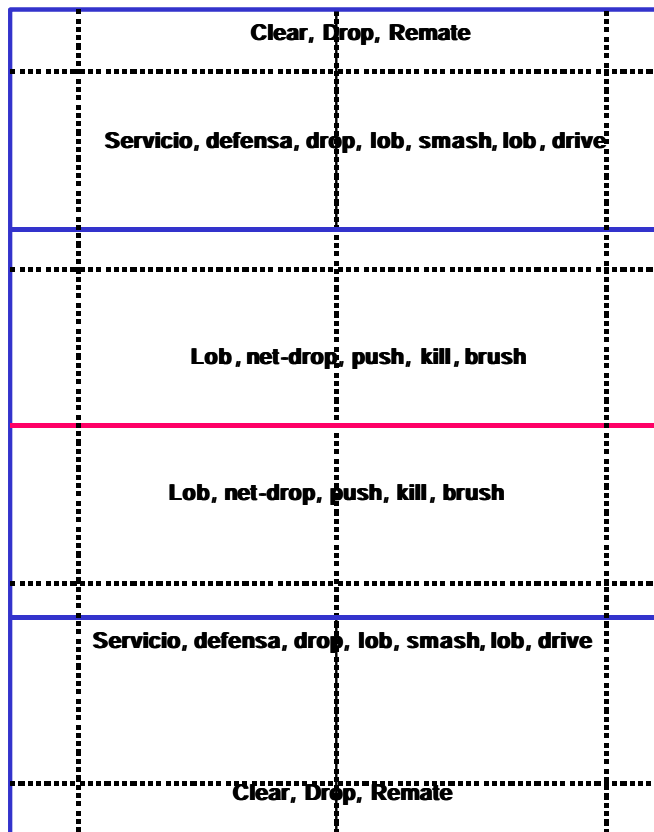 Clear, Drop, Remate
Servicio, defensa, drop, lob, smash, lob, drive
Lob, net-drop, push, kill, brush
Lob, net-drop, push, kill, brush
Servicio, defensa, drop, lob, smash, lob, drive
Clear, Drop, Remate